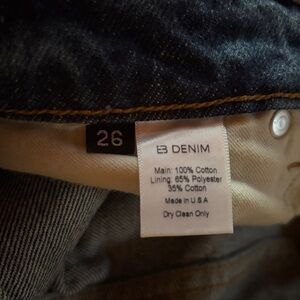 26
EB DENIM
Main: 100% Cotton
Lining: 65% Polyester
35% Cotton
Made in U.S.A
Dry Clean Only